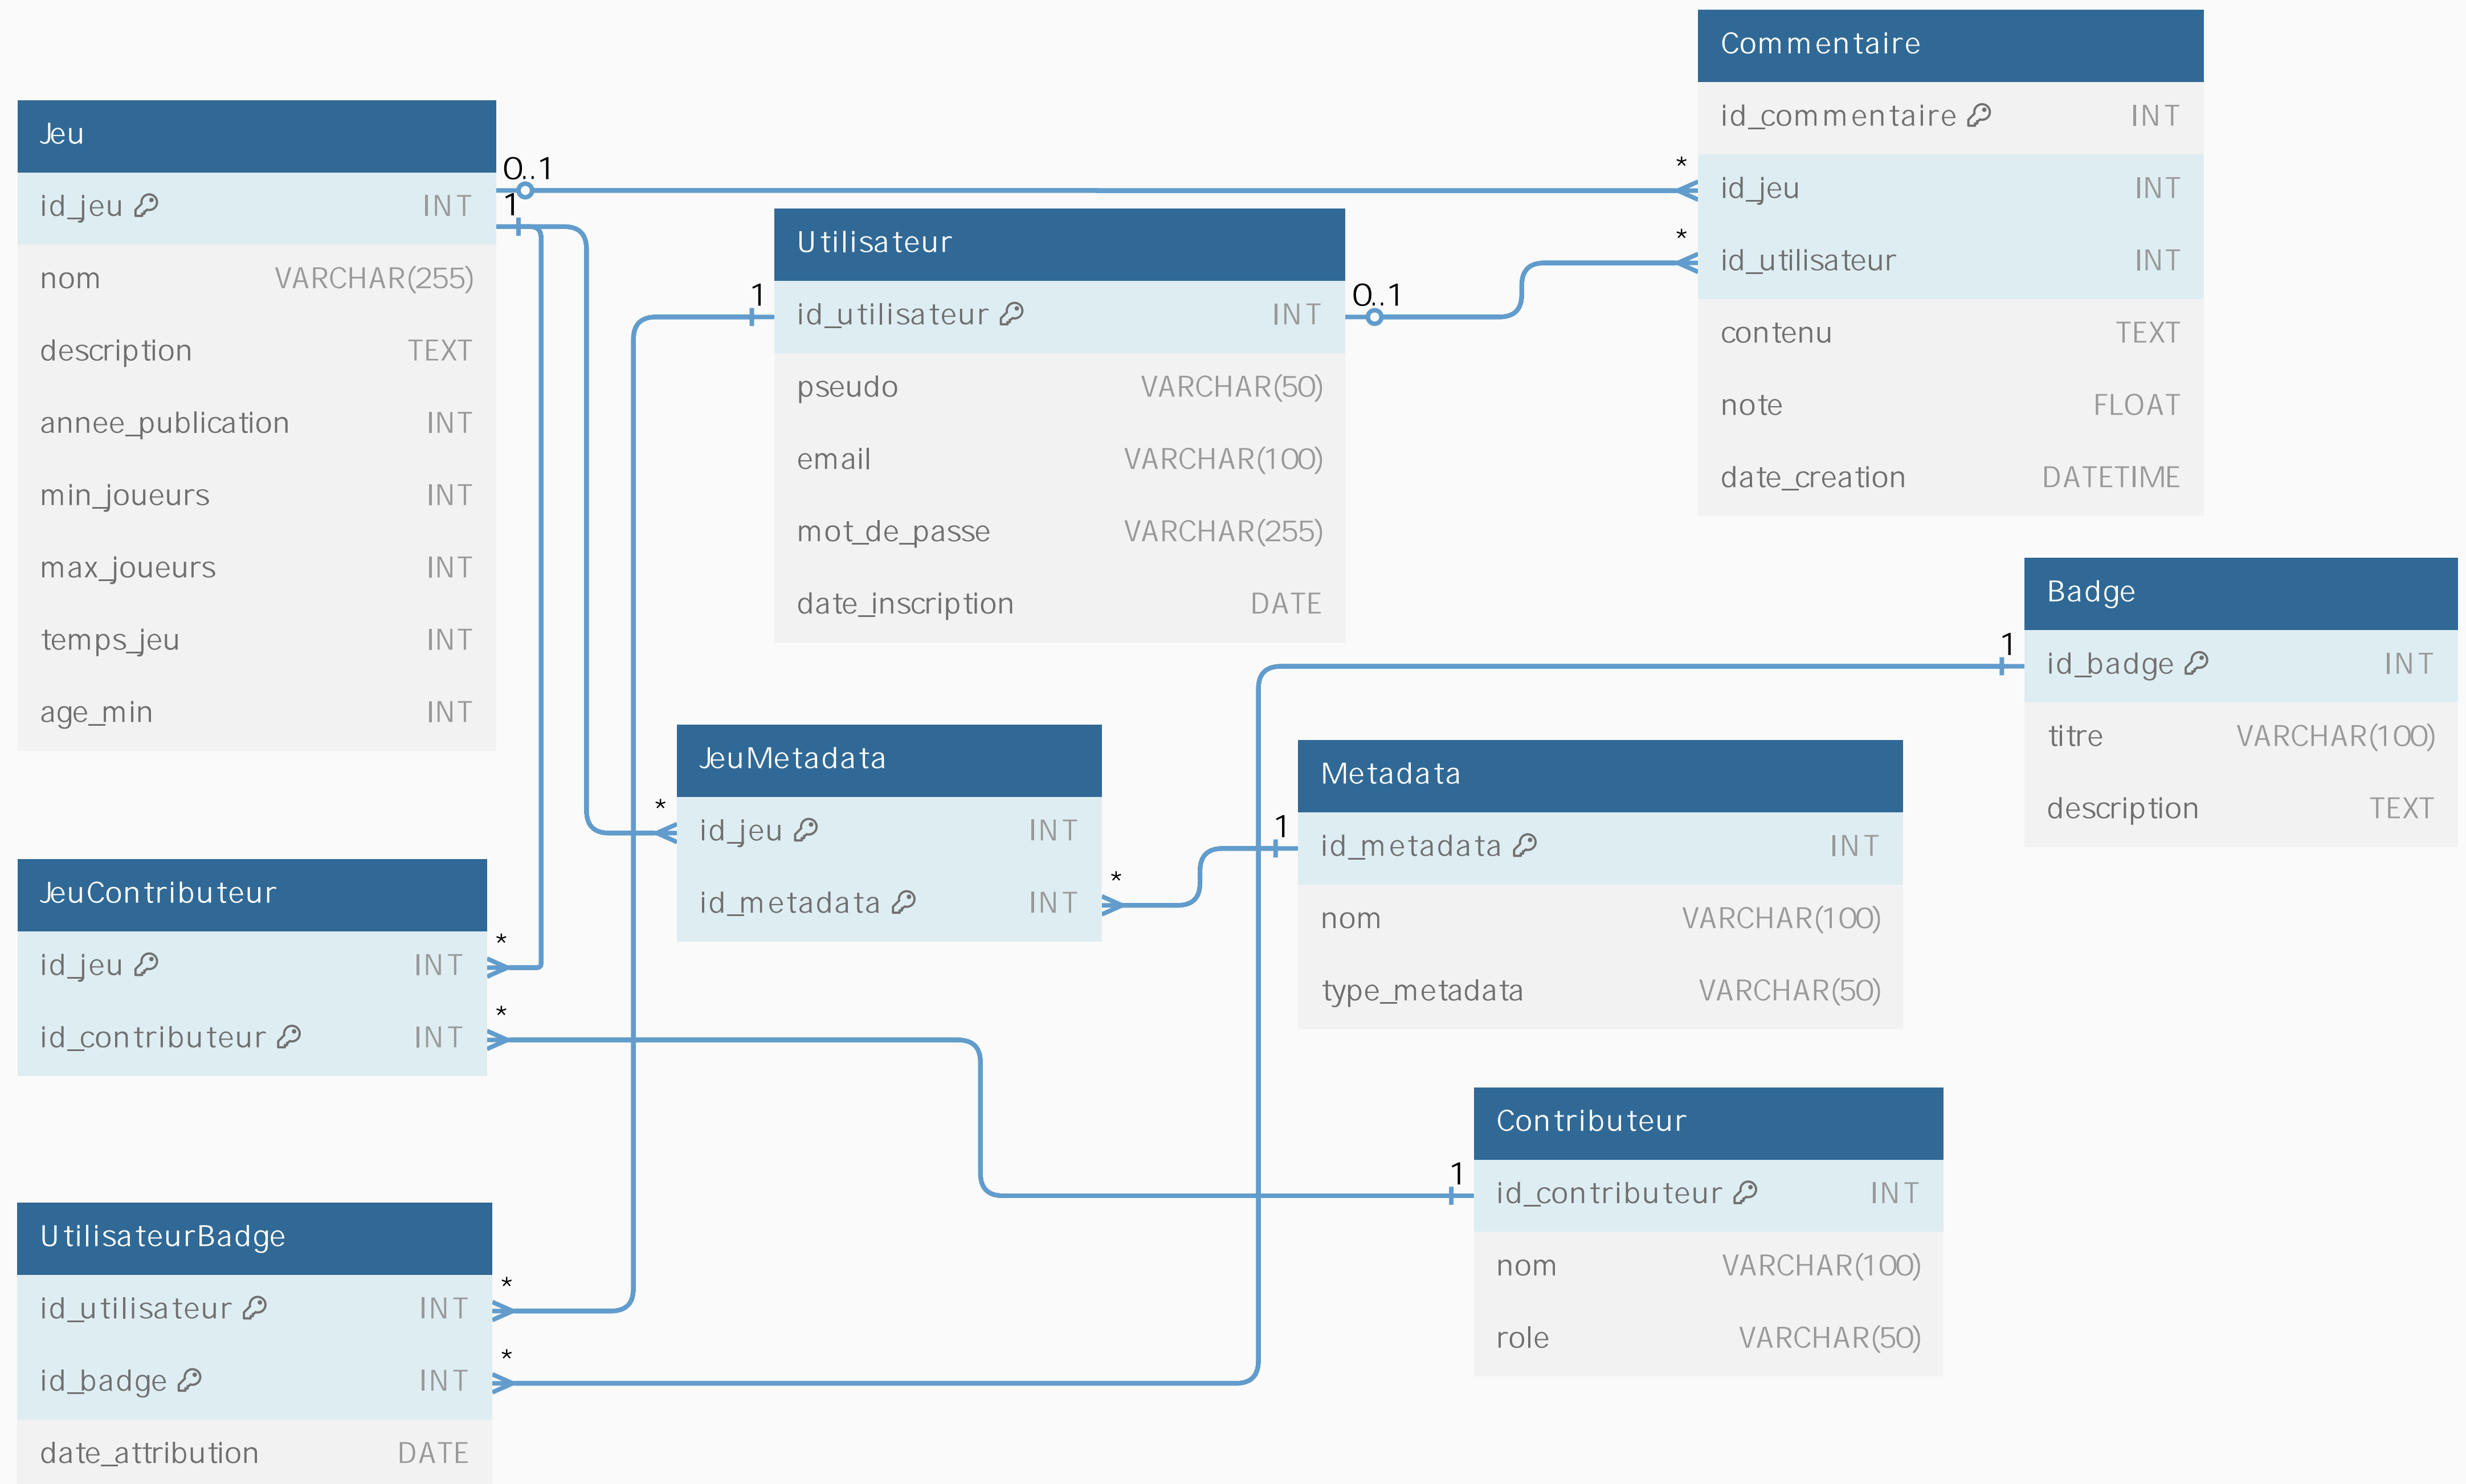 Commentaire
id_commentaire INT
id_jeu INT
id_utilisateur INT
contenu TEXT
note FLOAT
date_creation DATETIME
Jeu
id_jeu INT
nom VARCHAR(255)
description TEXT
annee_publication INT
min_joueurs INT
max_joueurs INT
temps_jeu INT
age_min INT
0..1
1
*
*
Utilisateur
id_utilisateur INT
pseudo VARCHAR(50)
email VARCHAR(100)
mot_de_passe VARCHAR(255)
date_inscription DATE
1
0..1
Badge
id_badge INT
titre VARCHAR(100)
description TEXT
1
JeuMetadata
id_jeu INT
id_metadata INT
*
*
Metadata
id_metadata INT
nom VARCHAR(100)
type_metadata VARCHAR(50)
1
JeuContributeur
id_jeu INT
id_contributeur INT
*
*
Contributeur
id_contributeur INT
nom VARCHAR(100)
role VARCHAR(50)
1
UtilisateurBadge
id_utilisateur INT
id_badge INT
date_attribution DATE
*
*